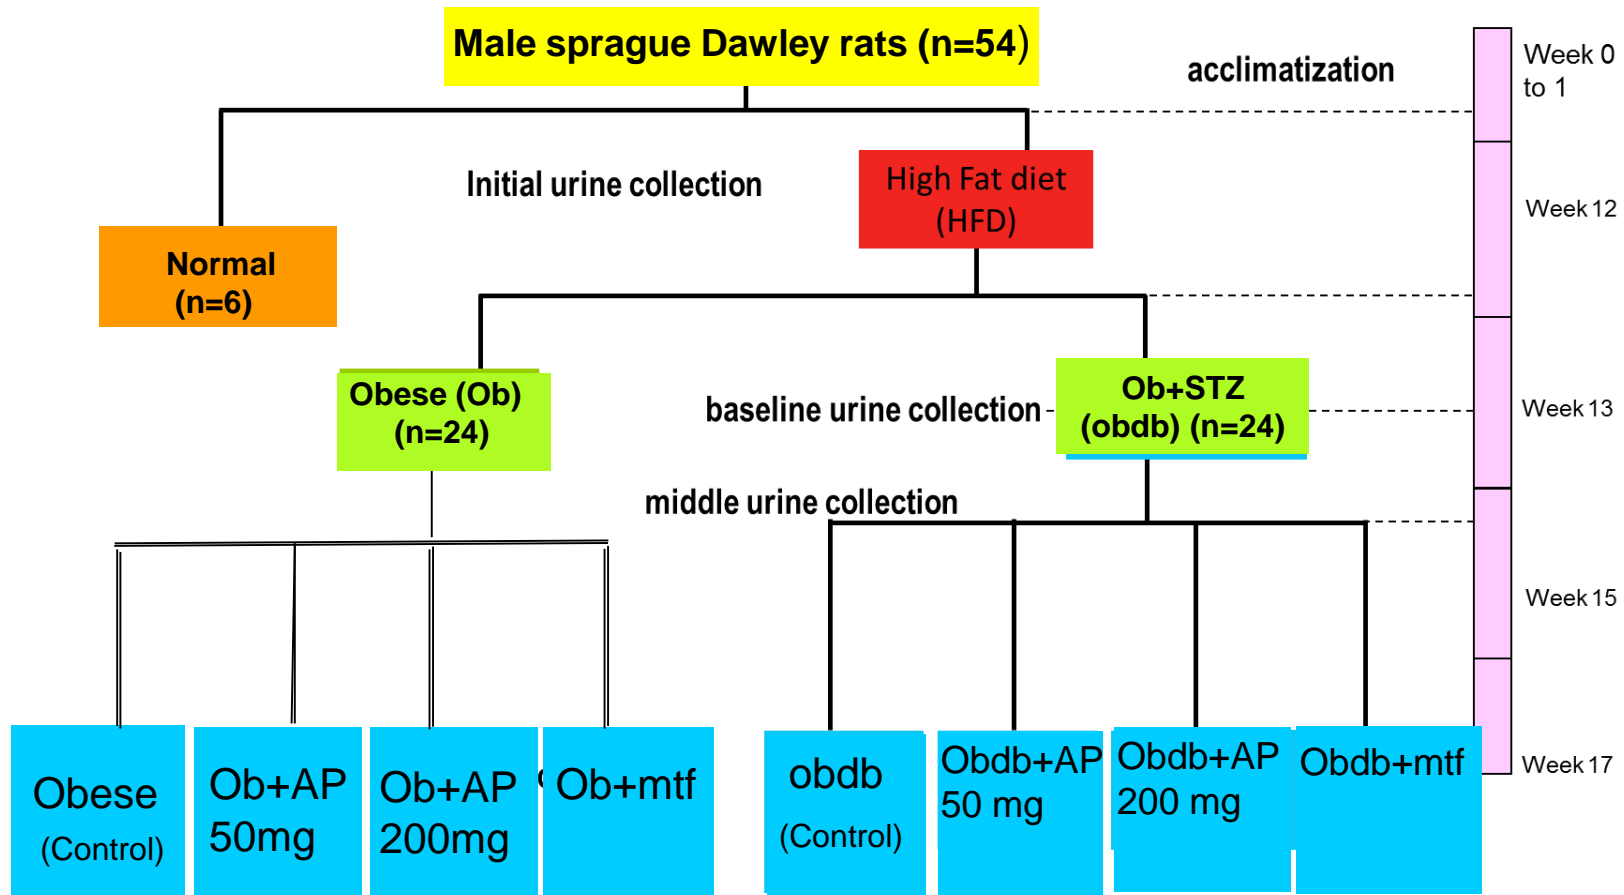 Male sprague Dawley rats (n=54)
acclimatization
Week 0
to 1
Initial urine collection
High Fat diet
(HFD)
Week 12
Normal
(n=6)
Obese (Ob)
(n=24)
baseline urine collection
Ob+STZ
(obdb) (n=24)
Week 13
middle urine collection
Week 15
Obese
(Control)
Ob+AP
50mg
Ob+AP
200mg
Ob+mtf
obdb
(Control)
Obdb+AP
50 mg
Obdb+AP
200 mg
Obdb+mtf
Week 17